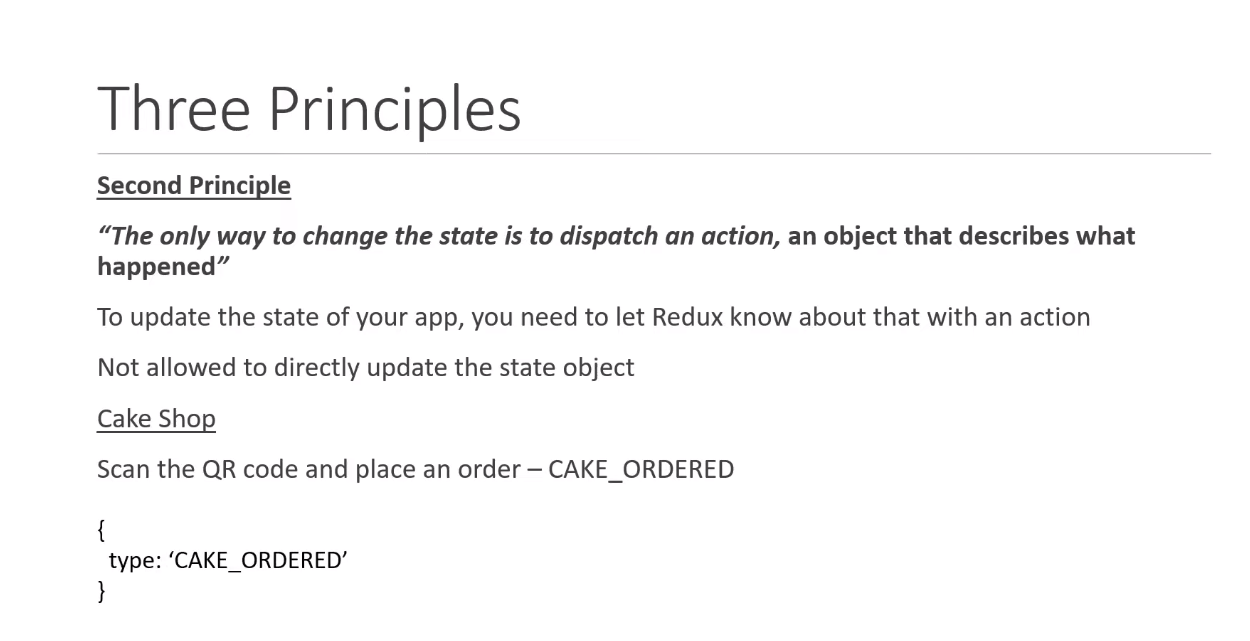 Three Principles
Second Principle
“The only way to change the state is to dispatch an action, an object that describes what
happened”
To update the state of your app, you need to let Redux know about that with an action
Not allowed to directly update the state object
Cake Shop
Scan the QR code and place an order – CAKE_ORDERED
{
type: ‘CAKE_ORDERED’
}